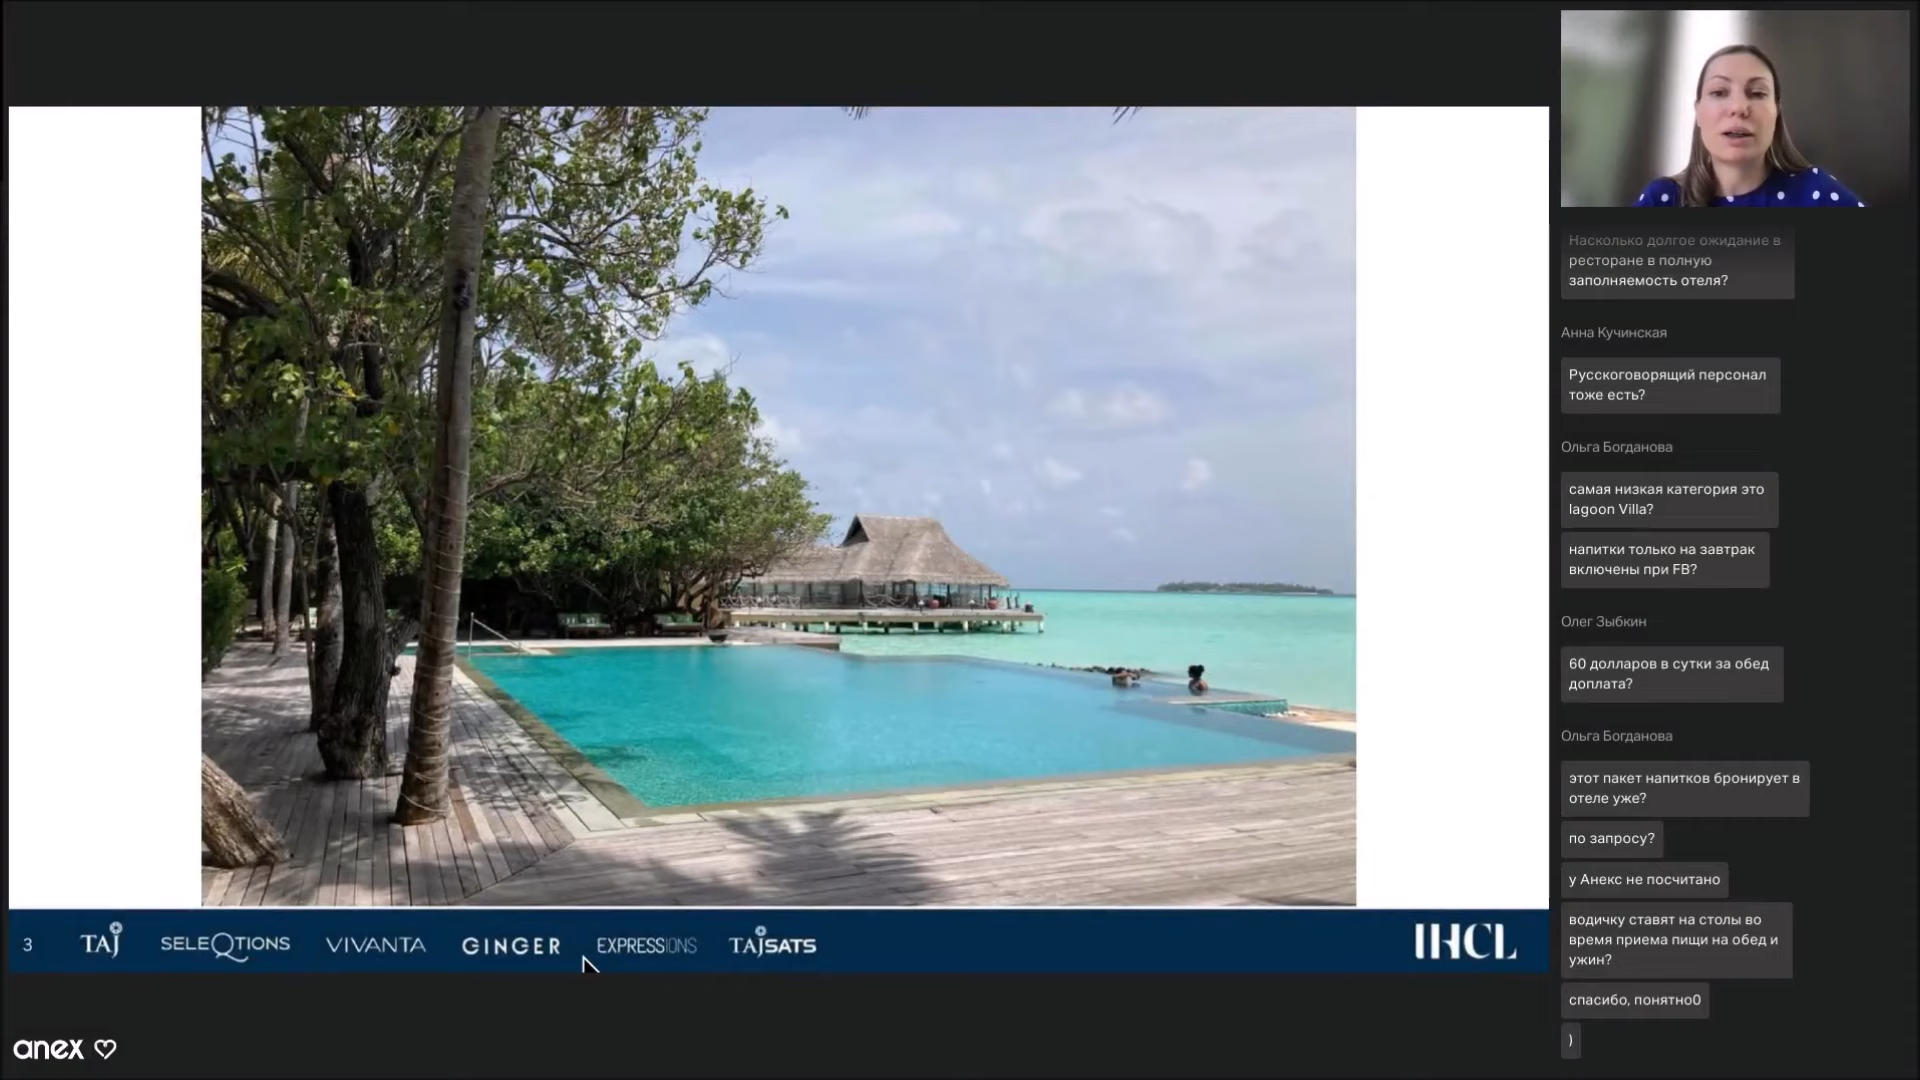 Насколько долгое ожидание в
ресторане в полную
заполняемость отеля?
Анна Кучинская
Русскоговорящий персонал
тоже есть?
Ольга Богданова
самая низкая категория это
lagoon Villa?
напитки только на завтрак
включены при FB?
Олег Зыбкин
60 долларов в сутки за обед
доплата?
Ольга Богданова
этот пакет напитков бронирует в
отеле уже?
по запросу?
у Анекс не посчитано
водичку ставят на столы во
время приема пищи на обед и
ужин?
спасибо, понятно0
)
3 TAJ SELEQTIONS VIVANTA GINGER EXPRESSIONS TAJSATS IHCL
anex